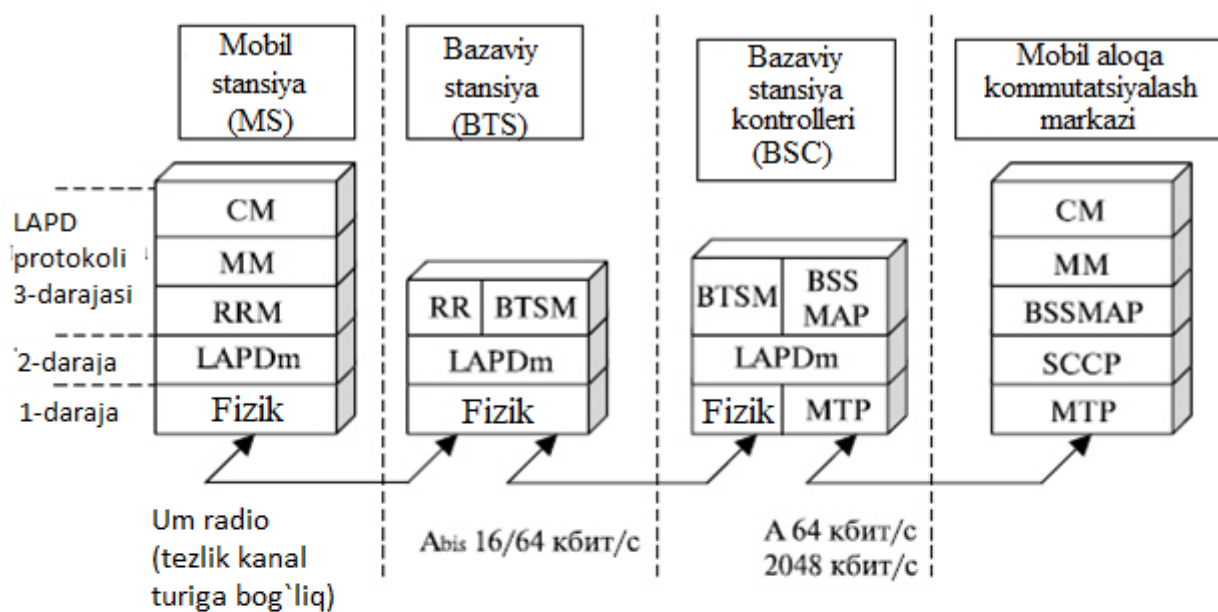 Mobil
stansiya
(MS)
Bazaviy
stansiya
(BTS)
Bazaviy
stansiya
kontrolleri
(BSC)
Mobil aloqa
kommutatsiyalash
markazi
LAPD
protokoli
3-darajasi
2-daraja
1-daraja
CM
MM
RRM
LAPDm
Fizik
RR BTSM
LAPDm
Fizik
BTSM
BSS
MAP
LAPDm
Fizik MTP
CM
MM
BSSMAP
SCCP
MTP
Um radio
(tezlik kanal
turiga bog`liq)
Abis 16/64 кбит/с
А 64 кбит/с
2048 кбит/с